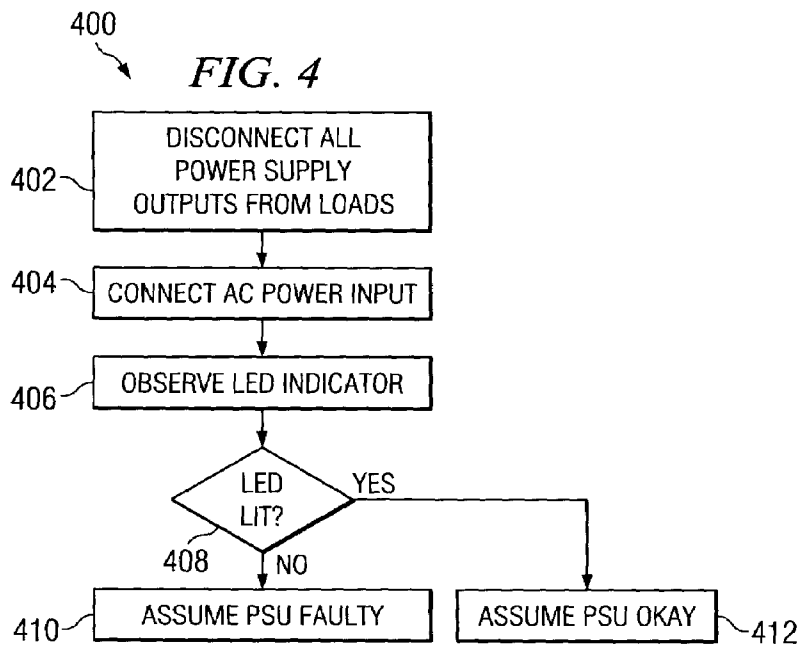 400
FIG. 4
DISCONNECT ALL
POWER SUPPLY
OUTPUTS FROM LOADS
402
404
CONNECT AC POWER INPUT
406
OBSERVE LED INDICATOR
LED
LIT?
YES
408
NO
410
ASSUME PSU FAULTY
ASSUME PSU OKAY
412